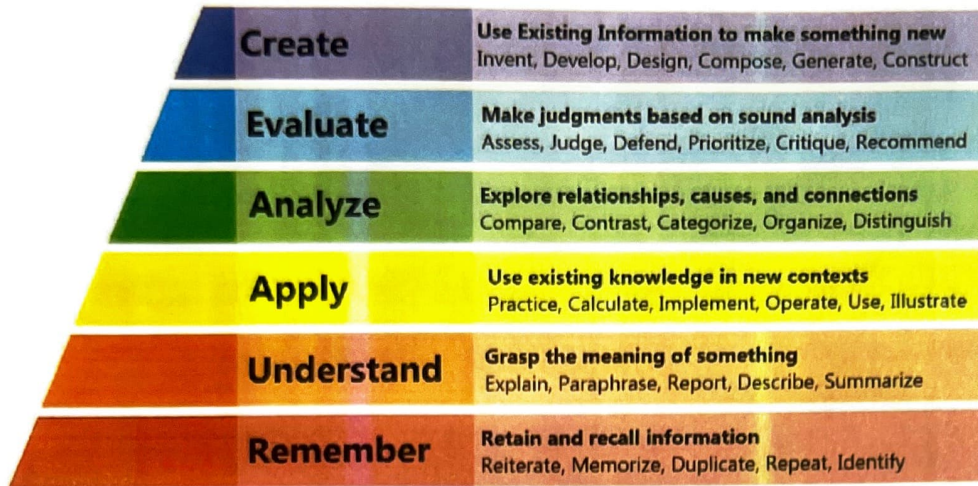 Create
Use Existing Information to make something new
Invent, Develop, Design, Compose, Generate, Construct
Evaluate
Make judgments based on sound analysis
Assess, Judge, Defend, Prioritize, Critique, Recommend
Analyze
Explore relationships, causes, and connections
Compare, Contrast, Categorize, Organize, Distinguish
Apply
Use existing knowledge in new contexts
Practice, Calculate, Implement, Operate, Use, Illustrate
Understand
Grasp the meaning of something
Explain, Paraphrase, Report, Describe, Summarize
Remember
Retain and recall information
Reiterate, Memorize, Duplicate, Repeat, Identify